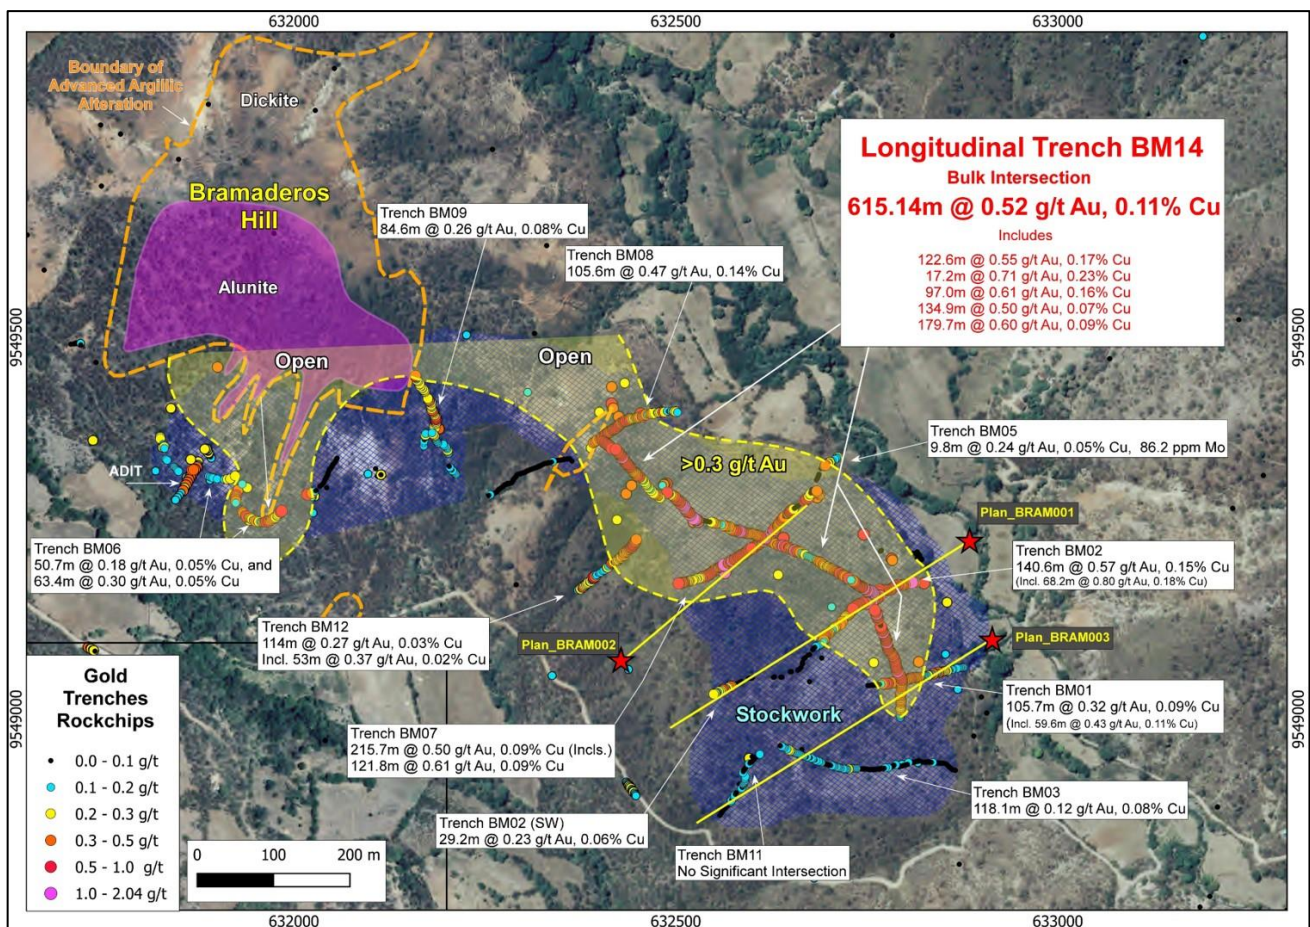 632000
632500
633000
Boundary of
Advanced Argillic
Alteration
Dickite
Bramaderos
Hill
Alunite
Longitudinal Trench BM14
Bulk Intersection
615.14m @ 0.52 g/t Au, 0.11% Cu
Includes
122.6m @ 0.55 g/t Au, 0.17% Cu
17.2m @ 0.71 g/t Au, 0.23% Cu
97.0m @ 0.61 g/t Au, 0.16% Cu
134.9m @ 0.50 g/t Au, 0.07% Cu
179.7m @ 0.60 g/t Au, 0.09% Cu
Trench BM09
84.6m @ 0.26 g/t Au, 0.08% Cu
Trench BM08
105.6m @ 0.47 g/t Au, 0.14% Cu
9549500
9549500
Open
Open
Trench BM05
9.8m @ 0.24 g/t Au, 0.05% Cu, 86.2 ppm Mo
ADIT
>0.3 g/t Au
Plan_BRAM001
Trench BM06
50.7m @ 0.18 g/t Au, 0.05% Cu, and
63.4m @ 0.30 g/t Au, 0.05% Cu
Trench BM02
140.6m @ 0.57 g/t Au, 0.15% Cu
(Incl. 68.2m @ 0.80 g/t Au, 0.18% Cu)
Trench BM12
114m @ 0.27 g/t Au, 0.03% Cu
Incl. 53m @ 0.37 g/t Au, 0.02% Cu
Plan_BRAM002
Plan_BRAM003
Trench BM01
105.7m @ 0.32 g/t Au, 0.09% Cu
(Incl. 59.6m @ 0.43 g/t Au, 0.11% Cu)
9549000
9549000
Stockwork
Trench BM07
215.7m @ 0.50 g/t Au, 0.09% Cu (Incls.)
121.8m @ 0.61 g/t Au, 0.09% Cu
Trench BM03
118.1m @ 0.12 g/t Au, 0.08% Cu
Trench BM02 (SW)
29.2m @ 0.23 g/t Au, 0.06% Cu
Trench BM11
No Significant Intersection
Gold
Trenches
Rockchips
0.0 - 0.1 g/t
0.1 - 0.2 g/t
0.2 - 0.3 g/t
0.3 - 0.5 g/t
0.5 - 1.0 g/t
1.0 - 2.04 g/t
0 100 200 m
632000
632500
633000